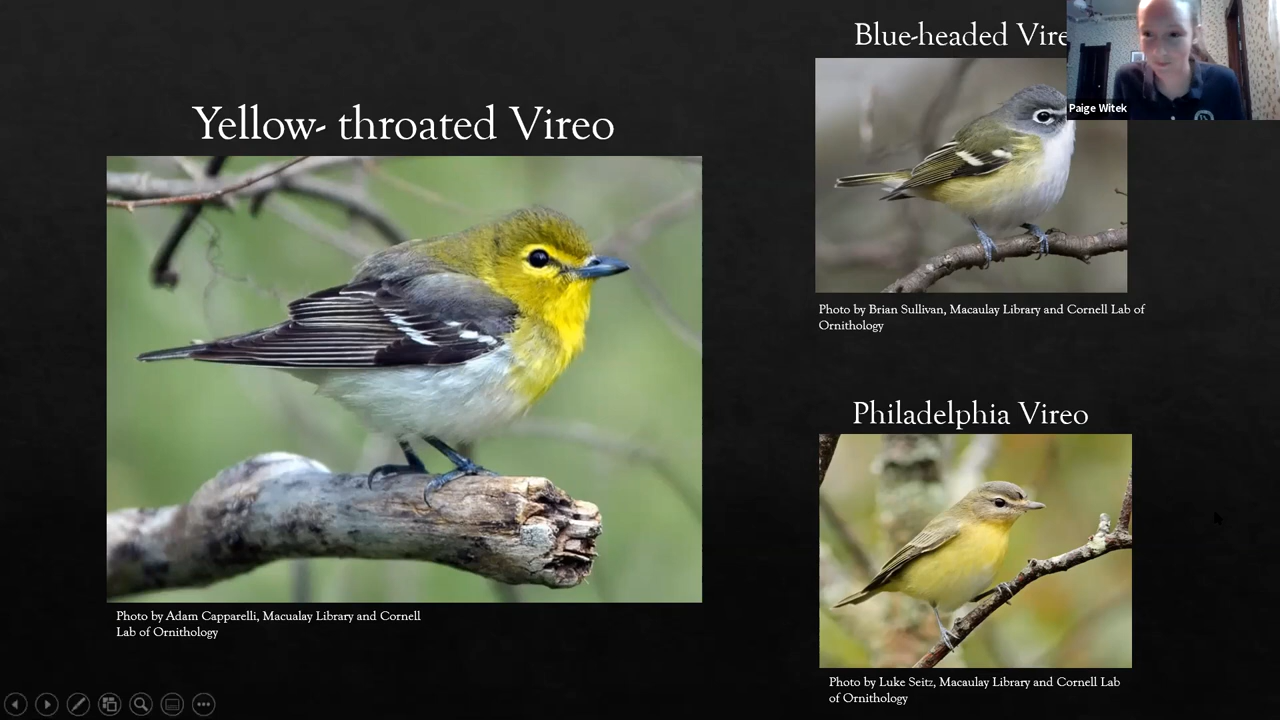 Yellow- throated Vireo
Photo by Adam Capparelli, Macualay Library and Cornell
Lab of Ornithology
Blue-headed Vire
Photo by Brian Sullivan, Macaulay Library and Cornell Lab of
Ornithology
Philadelphia Vireo
Photo by Luke Seitz, Macaulay Library and Cornell Lab
of Ornithology
Paige Witek